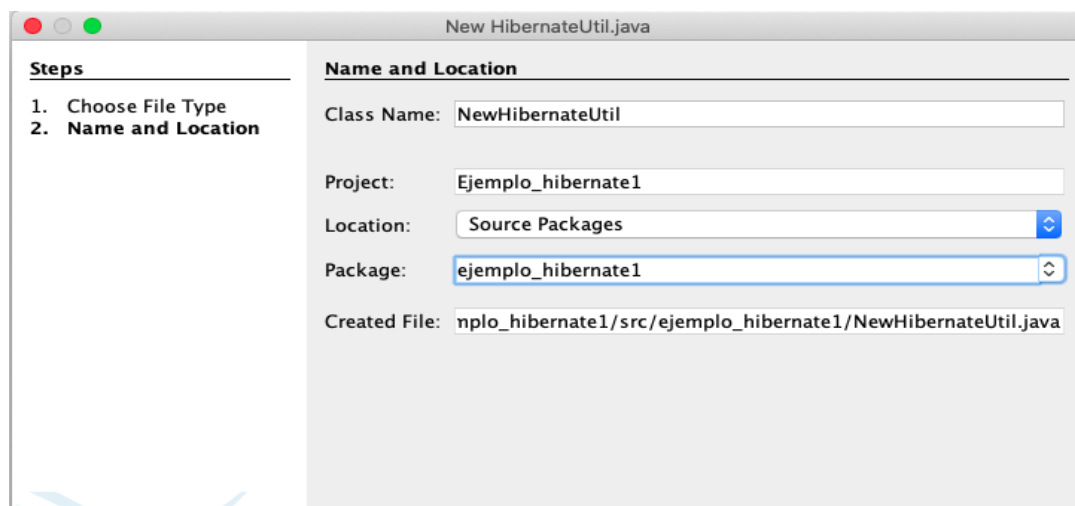 New HibernateUtil.java
Steps
1. Choose File Type
2. Name and Location
Name and Location
Class Name: NewHibernateUtil
Project: Ejemplo_hibernate1
Location: Source Packages
Package: ejemplo_hibernate1
Created File: mplo_hibernate1/src/ejemplo_hibernate1/NewHibernateUtil.java